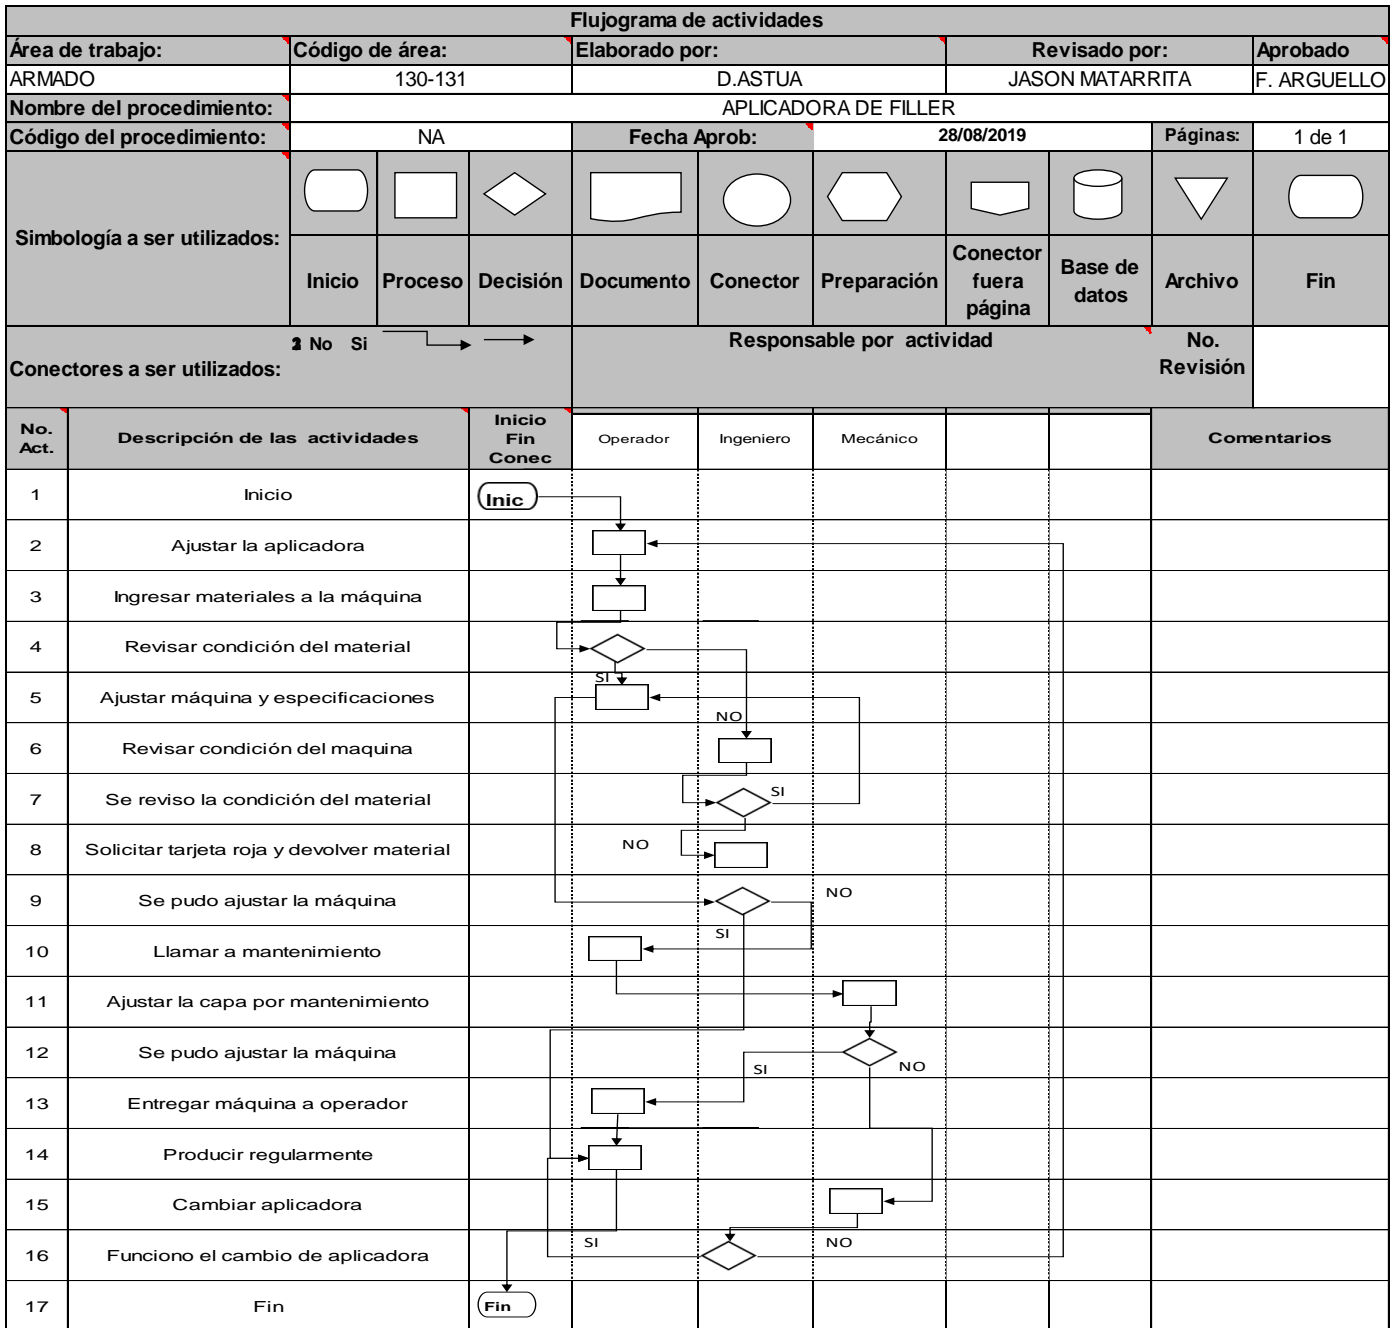 Flujograma de actividades
Área de trabajo: Código de área: Elaborado por: Revisado por: Aprobado
ARMADO 130-131 D.ASTUA JASON MATARRITA F. ARGUELLO
Nombre del procedimiento: APLICADORA DE FILLER
Código del procedimiento: NA Fecha Aprob: 28/08/2019 Páginas: 1 de 1
Simbología a ser utilizados:
Inicio Proceso Decisión Documento Conector Preparación Conector fuera página Base de datos Archivo Fin
Conectores a ser utilizados: No Si Responsable por actividad No. Revisión
No. Act. Descripción de las actividades Inicio Fin Conec Operador Ingeniero Mecánico Comentarios
1 Inicio Inic
2 Ajustar la aplicadora
3 Ingresar materiales a la máquina
4 Revisar condición del material
SI
5 Ajustar máquina y especificaciones
NO
6 Revisar condición del maquina
7 Se reviso la condición del material SI
8 Solicitar tarjeta roja y devolver material NO
9 Se pudo ajustar la máquina NO
SI
10 Llamar a mantenimiento
11 Ajustar la capa por mantenimiento
12 Se pudo ajustar la máquina SI NO
13 Entregar máquina a operador
14 Producir regularmente
15 Cambiar aplicadora
16 Funciono el cambio de aplicadora SI NO
17 Fin Fin